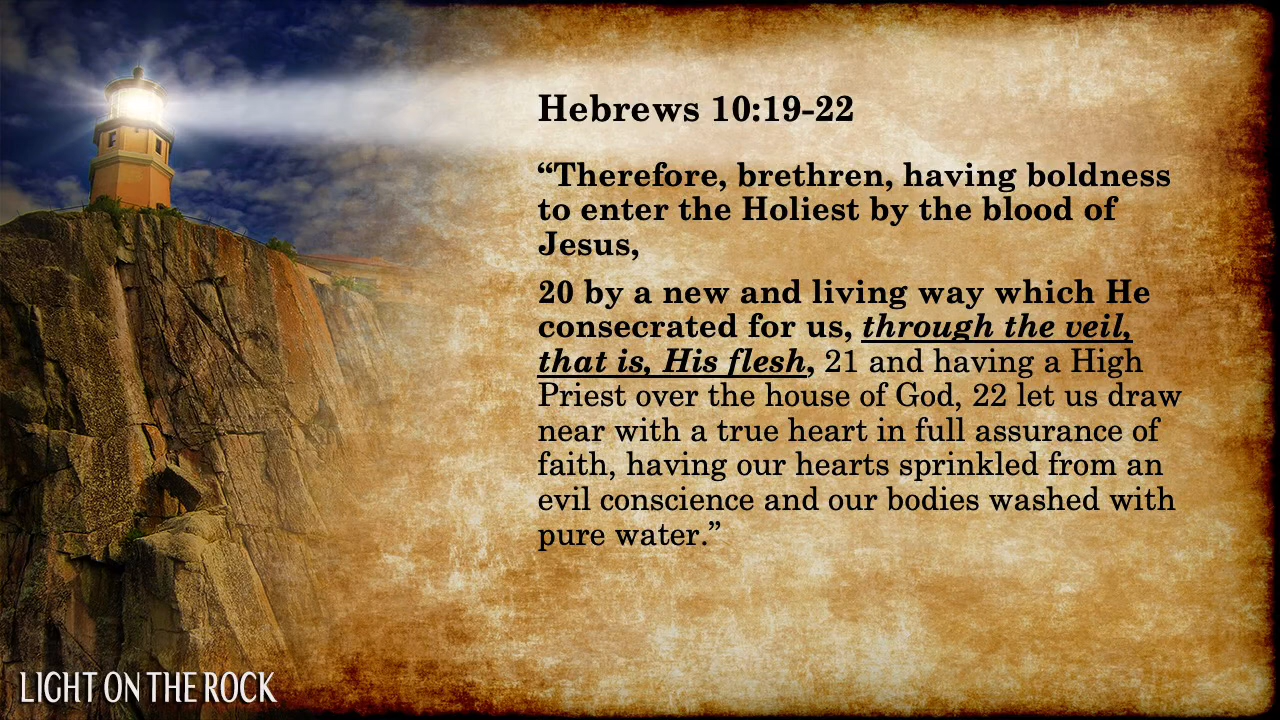 Hebrews 10:19-22
“Therefore, brethren, having boldness
to enter the Holiest by the blood of
Jesus,
20 by a new and living way which He
consecrated for us, through the veil,
that is, His flesh, 21 and having a High
Priest over the house of God, 22 let us draw
near with a true heart in full assurance of
faith, having our hearts sprinkled from an
evil conscience and our bodies washed with
pure water.”
LIGHT ON THE ROCK